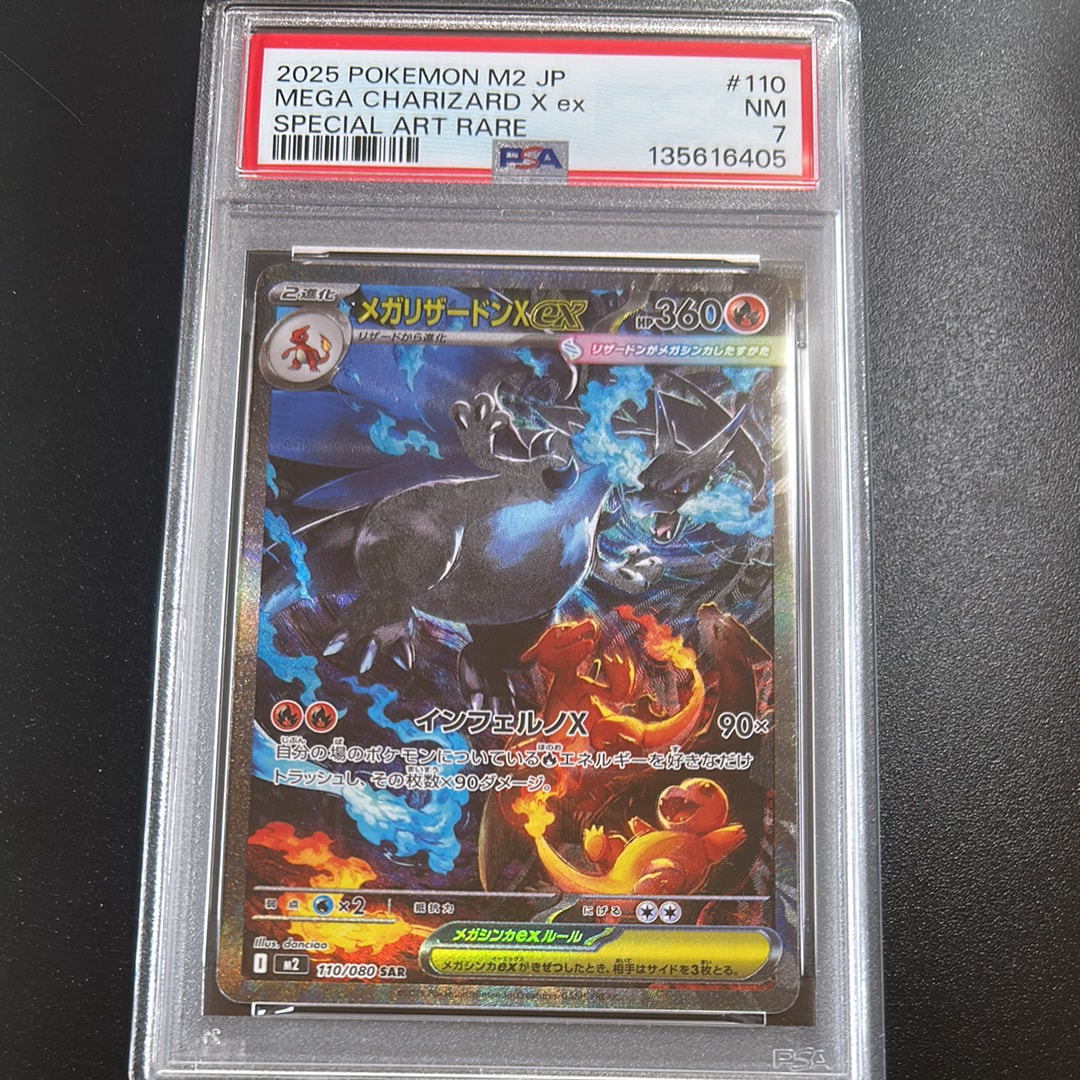 2025 POKEMON M2 JP #110
MEGA CHARIZARD X ex NM
SPECIAL ART RARE 7
PSA 135616405
2進化 メガリザードンXex HP360
リザードから進化
リザードンがメガシンカしたすがた
インフェルノX 90×
自分の場のポケモンについているエネルギーを好きなだけ
トラッシュし、その枚数×90ダメージ。
弱点 ×2 抵抗力 にげる
Illus. danciao
メガシンカexルール
メガシンカexがきぜつしたとき、相手はサイドを3枚とる。
I M2 110/080 SAR
PSA